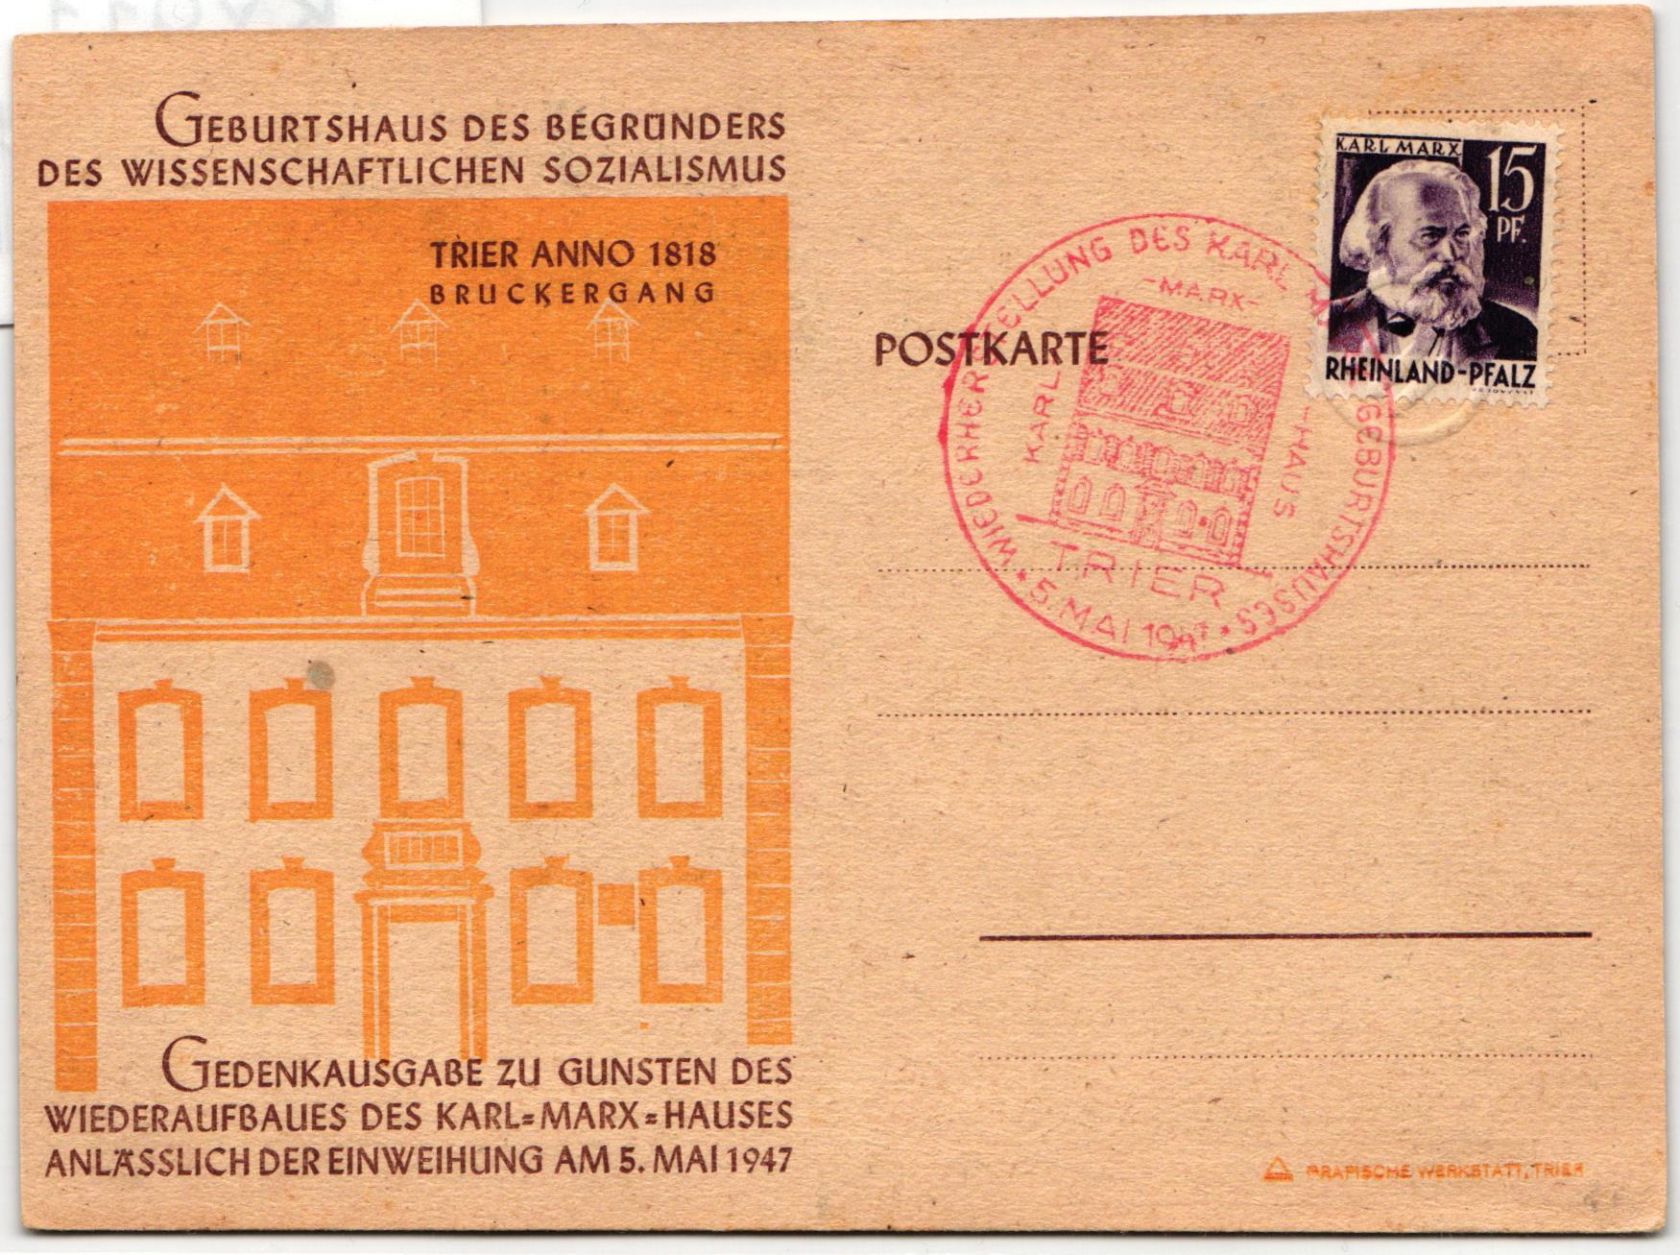 GEBURTSHAUS DES BEGRÜNDERS
DES WISSENSCHAFTLICHEN SOZIALISMUS
TRIER ANNO 1818
BRUCKERGANG
GEDENKAUSGABE ZU GUNSTEN DES
WIEDERAUFBAUES DES KARL=MARX=HAUSES
ANLÄSSLICH DER EINWEIHUNG AM 5. MAI 1947
POSTKARTE
KARL MARX
15
PF.
RHEINLAND-PFALZ
WIEDERHERSTELLUNG DES KARL GEBURTSHAUSES
KARL
-MARX-
-HAUS
TRIER
* 5. MAI 1947 *
GRAFISCHE WERKSTATT, TRIER